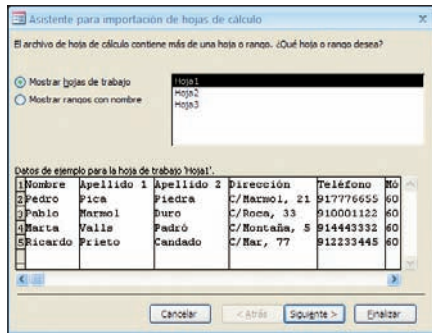 Asistente para importación de hojas de cálculo
El archivo de hoja de cálculo contiene más de una hoja o rango. ¿Qué hoja o rango desea?
Mostrar hojas de trabajo
Mostrar rangos con nombre
Hoja1
Hoja2
Hoja3
Datos de ejemplo para la hoja de trabajo 'Hoja1'.
1 Nombre Apellido 1 Apellido 2 Dirección Teléfono Mó
2 Pedro Pica Piedra C/Marmol, 21 917776655 60
3 Pablo Marmol Duro C/Roca, 33 910001122 60
4 Marta Valls Padró C/Montaña, 5 914443332 60
5 Ricardo Prieto Candado C/Mar, 77 912233445 60
Cancelar < Atrás Siguiente > Finalizar